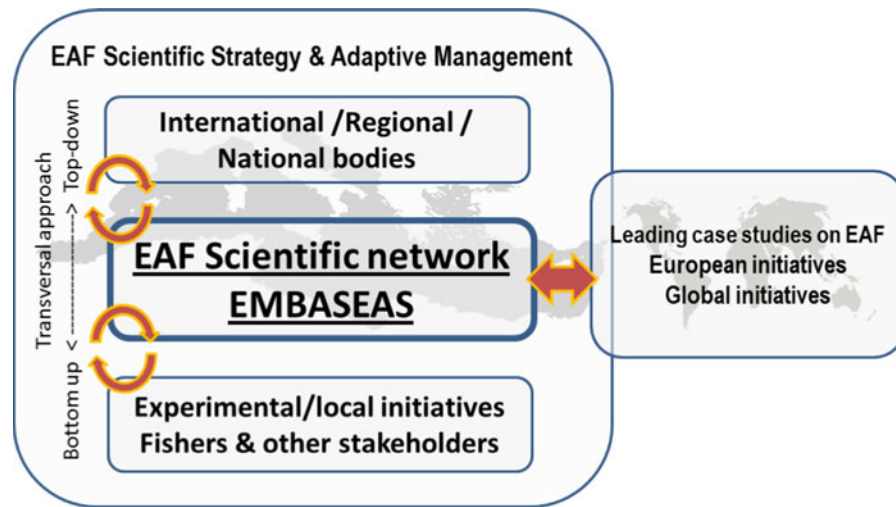 EAF Scientific Strategy & Adaptive Management
International /Regional /
National bodies
EAF Scientific network
EMBASEAS
Experimental/local initiatives
Fishers & other stakeholders
Transversal approach
Bottom up < ----------------------> Top-down
Leading case studies on EAF
European initiatives
Global initiatives